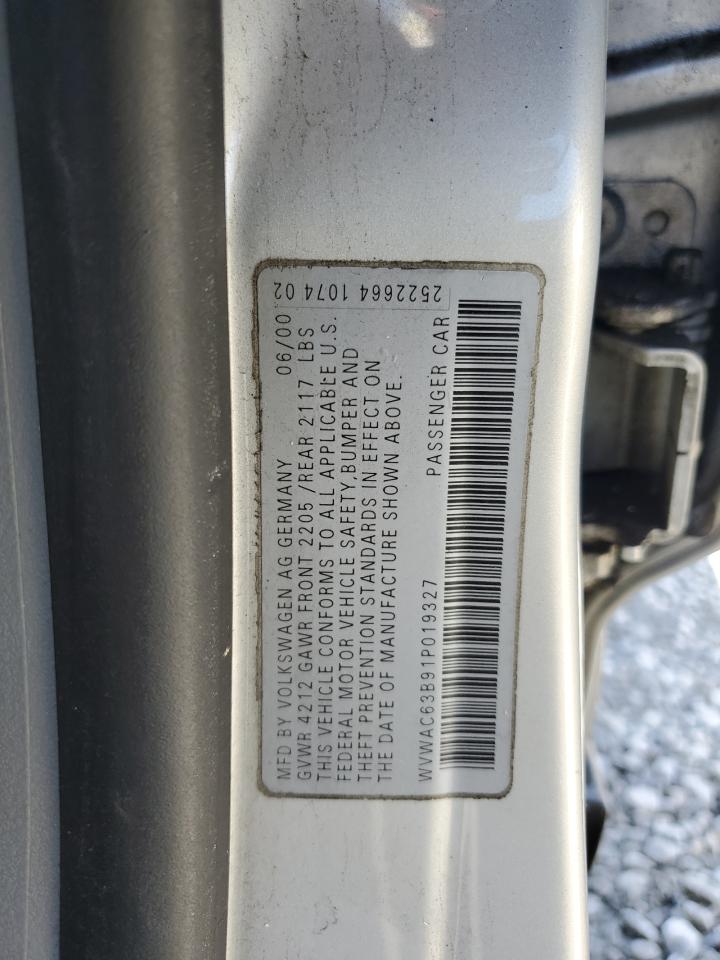 MFD BY VOLKSWAGEN AG GERMANY 06/00
GVWR 4212 GAWR FRONT 2205 /REAR 2117 LBS
THIS VEHICLE CONFORMS TO ALL APPLICABLE U.S.
FEDERAL MOTOR VEHICLE SAFETY,BUMPER AND
THEFT PREVENTION STANDARDS IN EFFECT ON
THE DATE OF MANUFACTURE SHOWN ABOVE.
WVWAC63B91P019327 PASSENGER CAR
2522664 1074 02